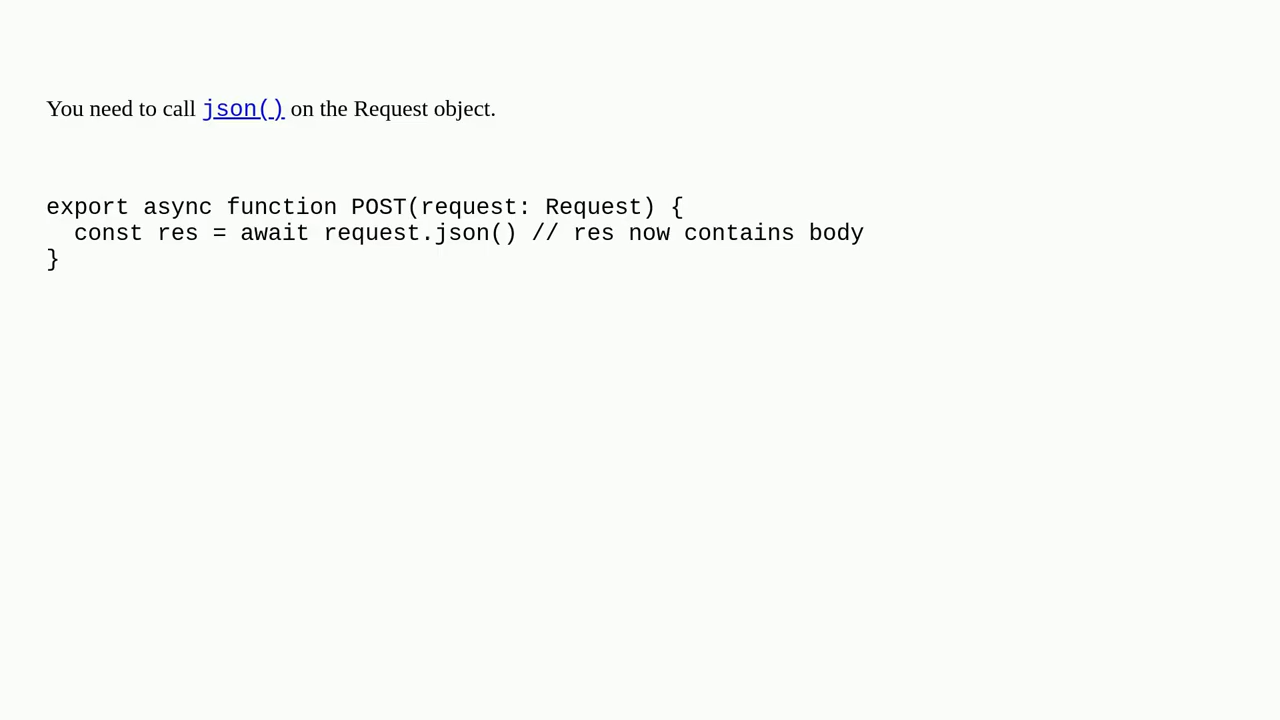 You need to call json() on the Request object.
export async function POST(request: Request) {
  const res = await request.json() // res now contains body
}